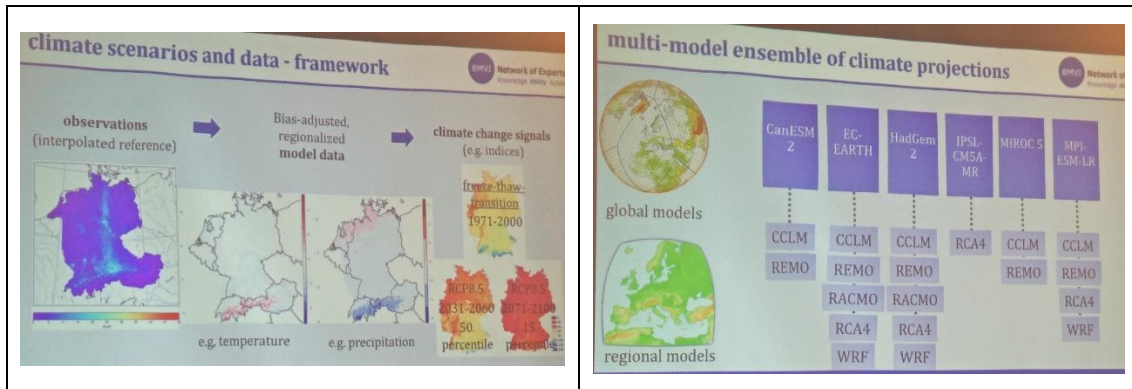 climate scenarios and data - framework
BMVI Network of Experts
Knowledge Ability Action
observations
(interpolated reference)
Bias-adjusted,
regionalized
model data
climate change signals
(e.g. indices)
freeze-thaw-
transition
1971-2000
RCP8.5
2031-2060
50.
percentile
RCP8.5
2071-2100
15.
percentile
e.g. temperature
e.g. precipitation
multi-model ensemble of climate projections
BMVI Network of
Knowledge
global models
regional models
CanESM
2
CCLM
REMO
EC-
EARTH
CCLM
REMO
RACMO
RCA4
WRF
HadGem
2
CCLM
REMO
RACMO
RCA4
WRF
IPSL-
CM5A-
MR
RCA4
MIROC 5
CCLM
REMO
MPI-
ESM-LR
CCLM
REMO
RCA4
WRF